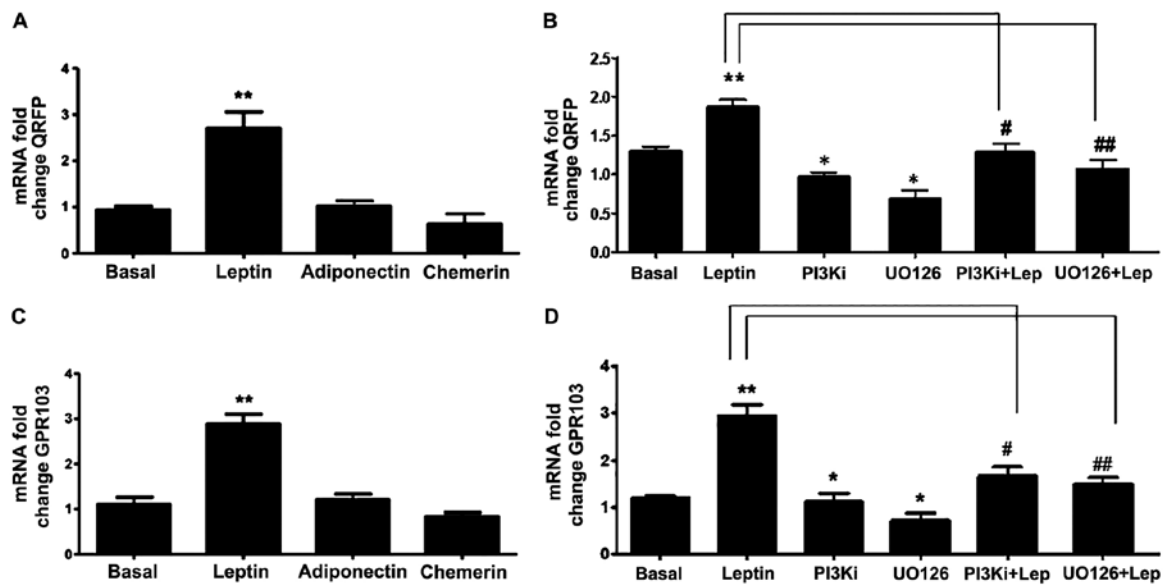 A
mRNA fold
change QRFP
4
3
2
1
0
**
Basal Leptin Adiponectin Chemerin
B
mRNA fold
change QRFP
2.5
2.0
1.5
1.0
0.5
0.0
** * * # ##
Basal Leptin PI3Ki UO126 PI3Ki+Lep UO126+Lep
C
mRNA fold
change GPR103
4
3
2
1
0
**
Basal Leptin Adiponectin Chemerin
D
mRNA fold
change GPR103
4
3
2
1
0
** * * # ##
Basal Leptin PI3Ki UO126 PI3Ki+Lep UO126+Lep